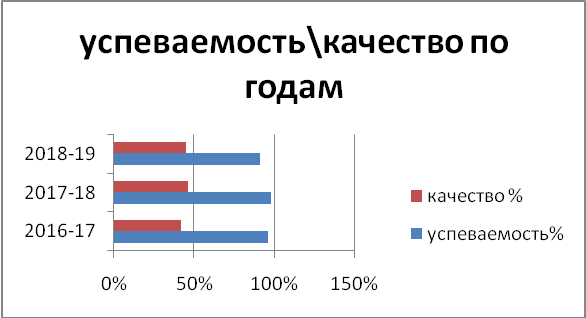 успеваемость\качество по
годам
2018-19
2017-18
2016-17
качество %
успеваемость%
0% 50% 100% 150%